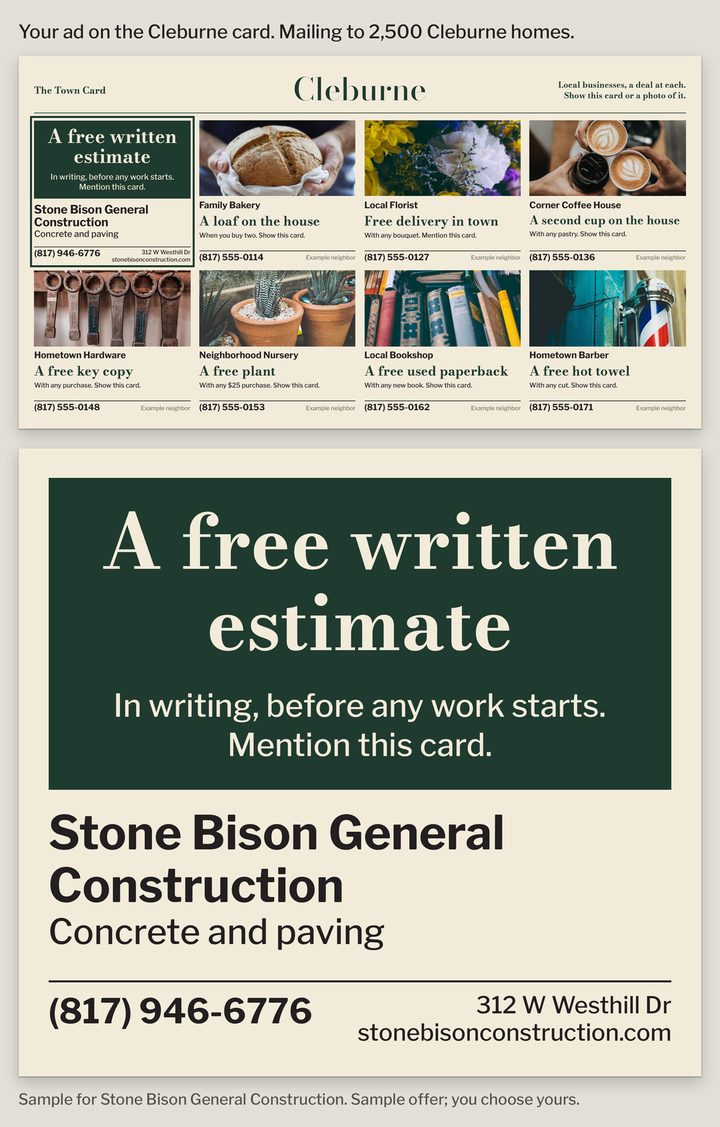 Your ad on the Cleburne card. Mailing to 2,500 Cleburne homes.
The Town Card
Cleburne
Local businesses, a deal at each.
Show this card or a photo of it.
A free written
estimate
In writing, before any work starts.
Mention this card.
Stone Bison General
Construction
Concrete and paving
(817) 946-6776
312 W Westhill Dr
stonebisonconstruction.com
Family Bakery
A loaf on the house
When you buy two. Show this card.
(817) 555-0114
Example neighbor
Local Florist
Free delivery in town
With any bouquet. Mention this card.
(817) 555-0127
Example neighbor
Corner Coffee House
A second cup on the house
With any pastry. Show this card.
(817) 555-0136
Example neighbor
Hometown Hardware
A free key copy
With any purchase. Show this card.
(817) 555-0148
Example neighbor
Neighborhood Nursery
A free plant
With any $25 purchase. Show this card.
(817) 555-0153
Example neighbor
Local Bookshop
A free used paperback
With any new book. Show this card.
(817) 555-0162
Example neighbor
Hometown Barber
A free hot towel
With any cut. Show this card.
(817) 555-0171
Example neighbor
A free written
estimate
In writing, before any work starts.
Mention this card.
Stone Bison General
Construction
Concrete and paving
(817) 946-6776
312 W Westhill Dr
stonebisonconstruction.com
Sample for Stone Bison General Construction. Sample offer; you choose yours.